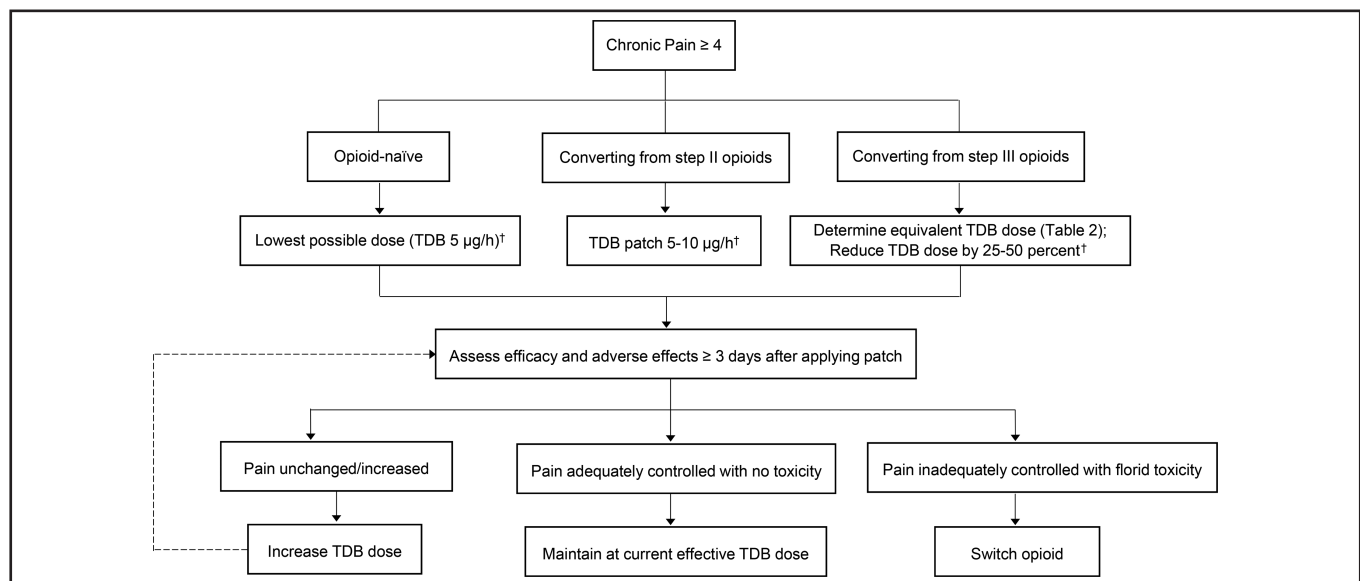 Chronic Pain ≥ 4
Opioid-naïve
Converting from step II opioids
Converting from step III opioids
Lowest possible dose (TDB 5 µg/h)†
TDB patch 5-10 µg/h†
Determine equivalent TDB dose (Table 2);
Reduce TDB dose by 25-50 percent†
Assess efficacy and adverse effects ≥ 3 days after applying patch
Pain unchanged/increased
Pain adequately controlled with no toxicity
Pain inadequately controlled with florid toxicity
Increase TDB dose
Maintain at current effective TDB dose
Switch opioid